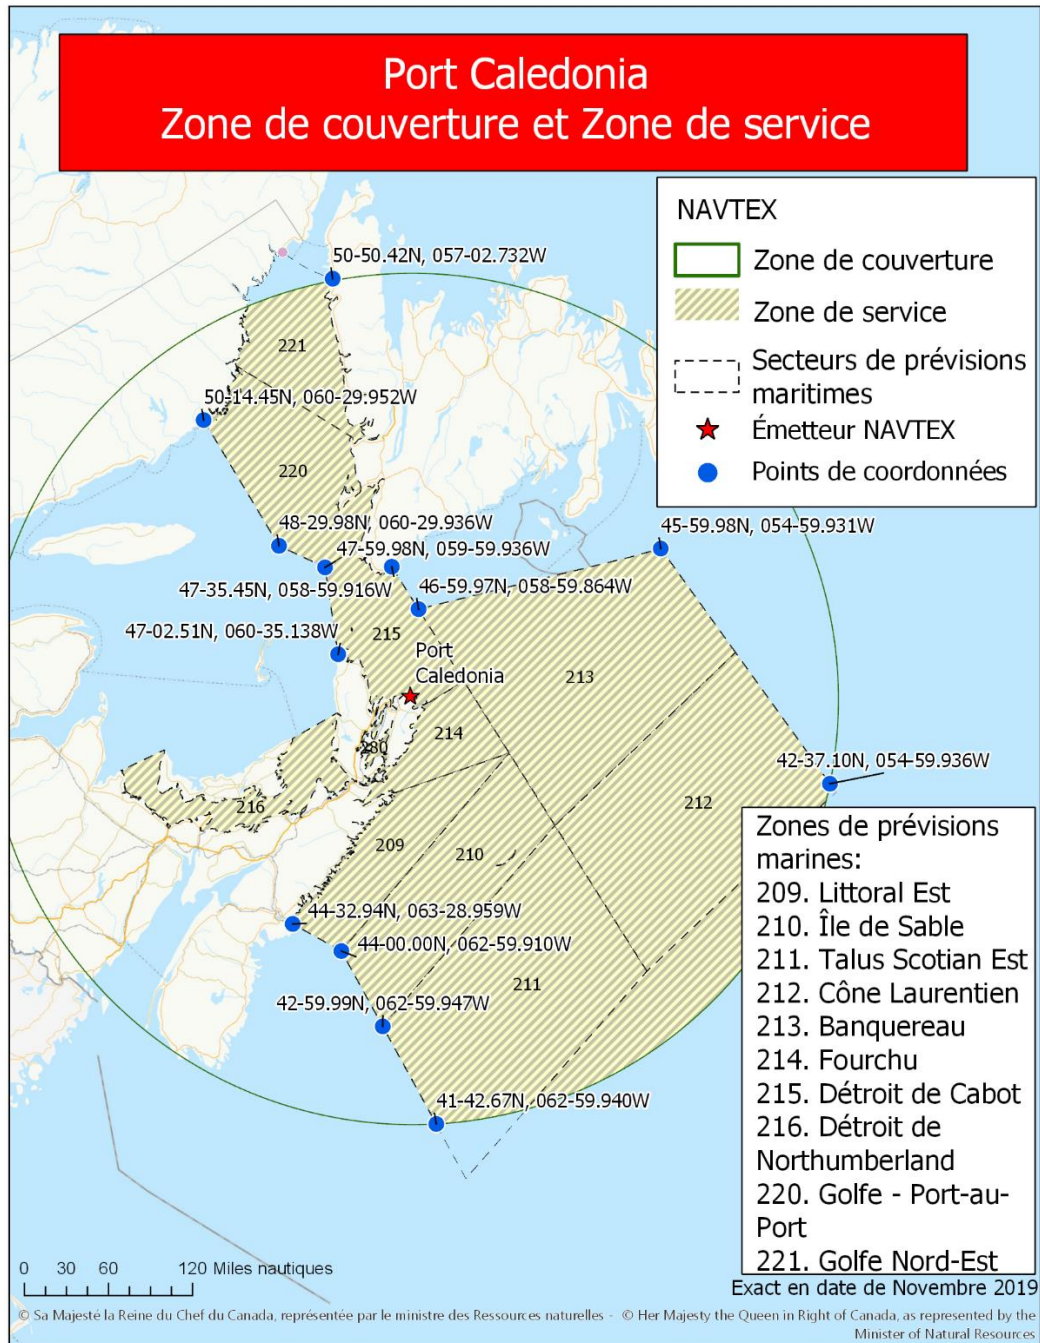 Port Caledonia
Zone de couverture et Zone de service
NAVTEX
Zone de couverture
Zone de service
Secteurs de prévisions
maritimes
Émetteur NAVTEX
Points de coordonnées
50-50.42N, 057-02.732W
221
50-14.45N, 060-29.952W
220
48-29.98N, 060-29.936W
45-59.98N, 054-59.931W
47-59.98N, 059-59.936W
47-35.45N, 058-59.916W
46-59.97N, 058-59.864W
47-02.51N, 060-35.138W
215
Port
Caledonia
213
214
280
42-37.10N, 054-59.936W
216
212
209
210
44-32.94N, 063-28.959W
44-00.00N, 062-59.910W
211
42-59.99N, 062-59.947W
41-42.67N, 062-59.940W
Zones de prévisions
marines:
209. Littoral Est
210. Île de Sable
211. Talus Scotian Est
212. Cône Laurentien
213. Banquereau
214. Fourchu
215. Détroit de Cabot
216. Détroit de
Northumberland
220. Golfe - Port-au-
Port
221. Golfe Nord-Est
0 30 60 120 Miles nautiques
Exact en date de Novembre 2019
© Sa Majesté la Reine du Chef du Canada, représentée par le ministre des Ressources naturelles - © Her Majesty the Queen in Right of Canada, as represented by the
Minister of Natural Resources